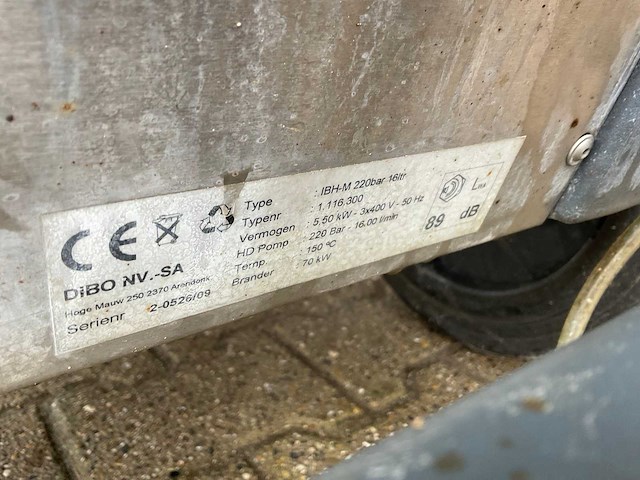 CE
DiBO NV.-SA
Hoge Mauw 250 2370 Arendonk
Serienr 2-0526/09
Type : IBH-M 220bar-16ltr
Typenr : 1.116.300
Vermogen : 5,50 kW - 3x400 V - 50 Hz
HD Pomp : 220 Bar - 16.00 l/min
Temp : 150 ºC
Brander : 70 kW
89 dB